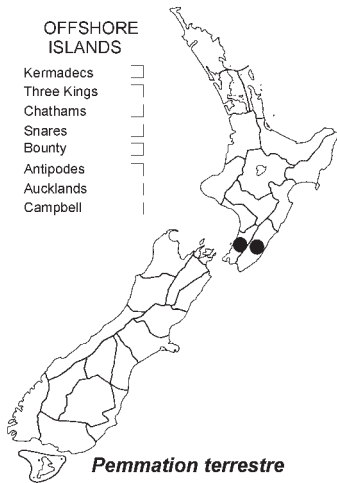 OFFSHORE
ISLANDS
Kermadecs
Three Kings
Chathams
Snares
Bounty
Antipodes
Aucklands
Campbell
Pemmation terrestre